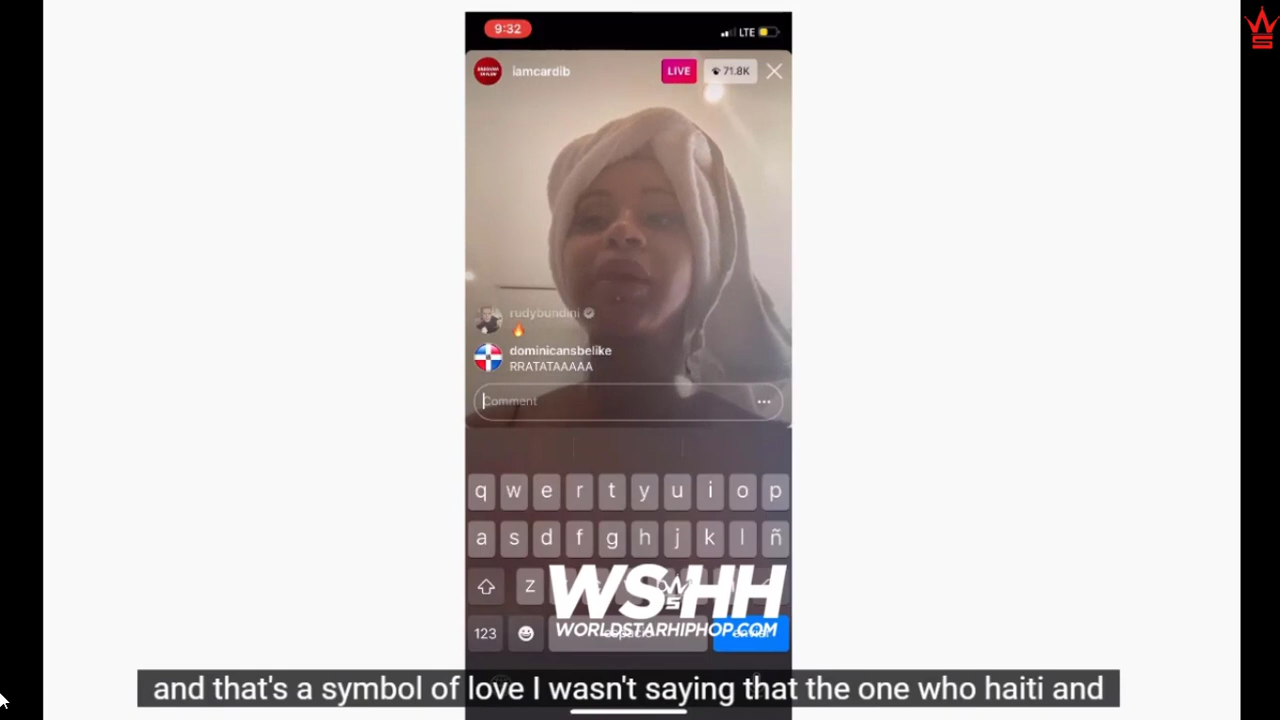 9:32
LTE
iamcardib
LIVE
71.8K
rudybundini
🔥
dominicansbelike
RRATATAAAAA
Comment
q w e r t y u i o p
a s d f g h j k l ñ
z
WSHH
123
WORLDSTARHIPHOP.COM
and that's a symbol of love I wasn't saying that the one who haiti and